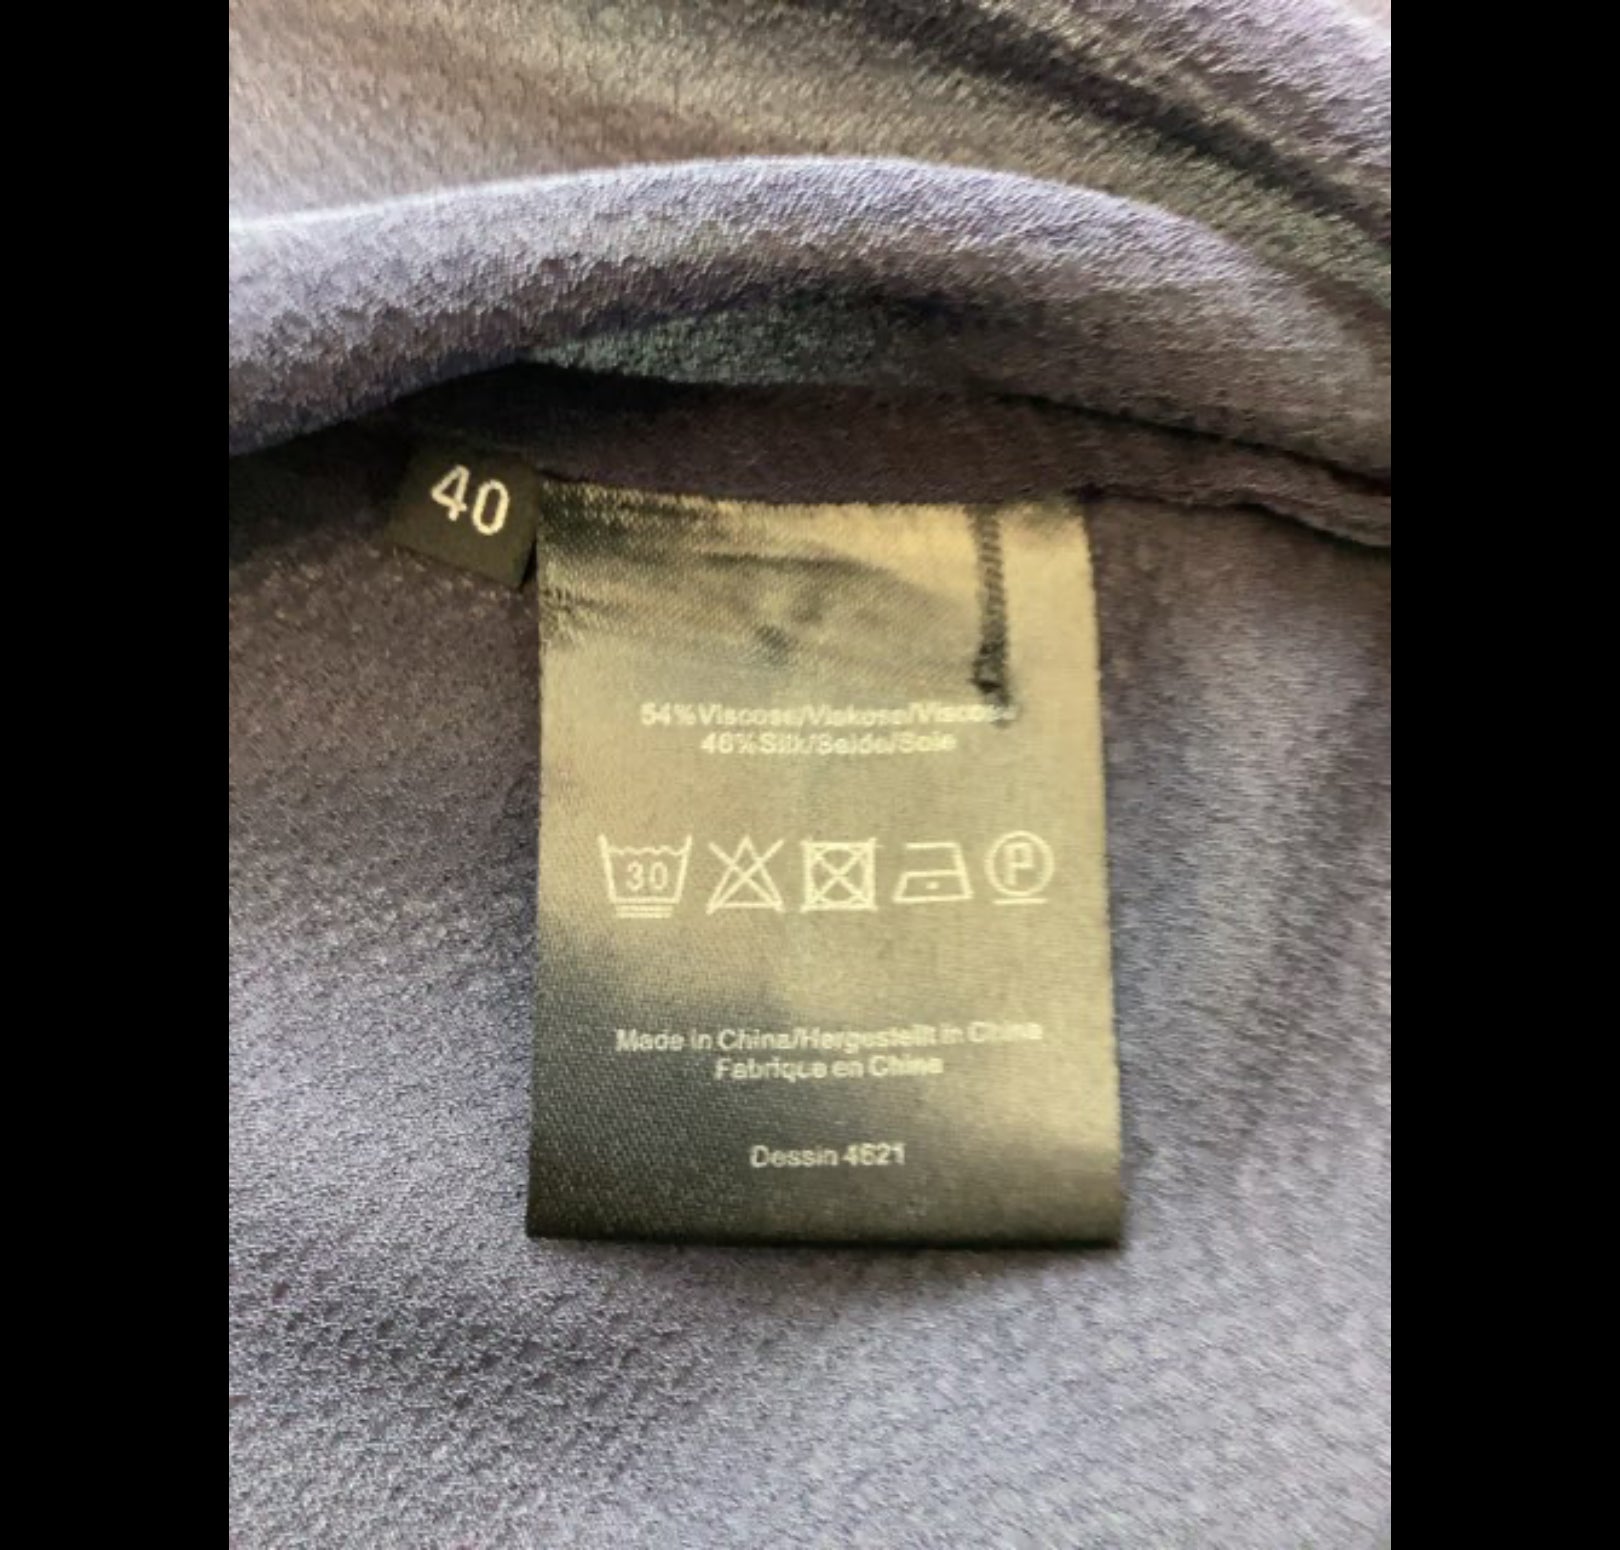 40
54%Viscose/Viskose/Viscose
46%Silk/Seide/Soie
30
P
Made in China/Hergestellt in China
Fabrique en China
Dessin 4621